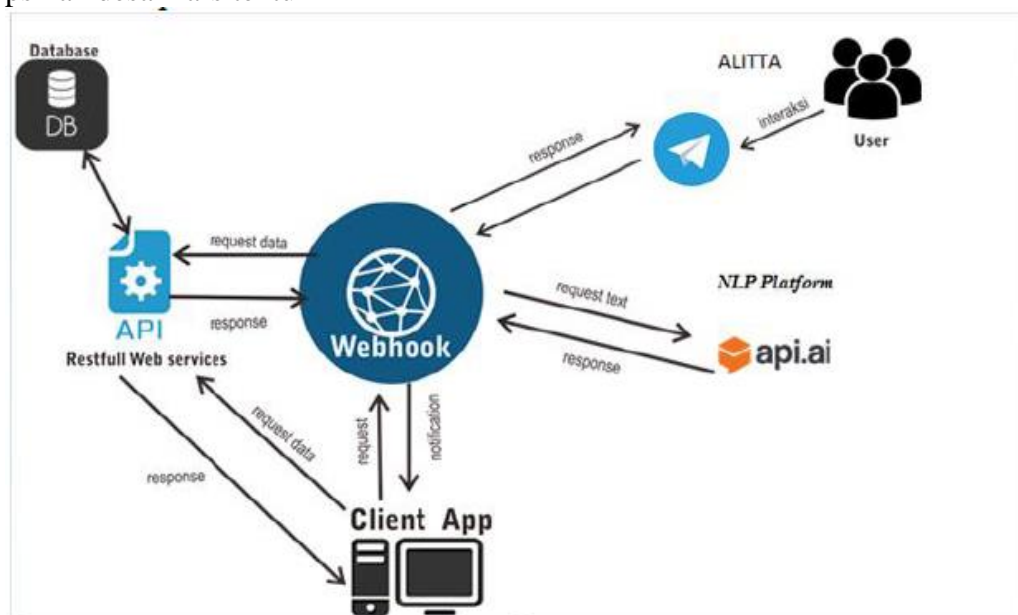 Database
DB
ALITTA
interaksi
User
response
request data
response
API
Restfull Web services
Webhook
request text
response
NLP Platform
api.ai
request data
response
request
notification
Client App